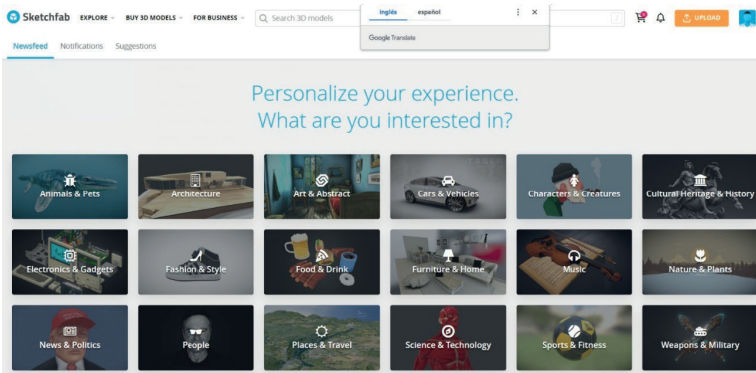 Sketchfab EXPLORE BUY 3D MODELS FOR BUSINESS Search 3D models / UPLOAD
inglés español
Google Translate
Newsfeed Notifications Suggestions
Personalize your experience.
What are you interested in?
Animals & Pets Architecture Art & Abstract Cars & Vehicles Characters & Creatures Cultural Heritage & History
Electronics & Gadgets Fashion & Style Food & Drink Furniture & Home Music Nature & Plants
News & Politics People Places & Travel Science & Technology Sports & Fitness Weapons & Military